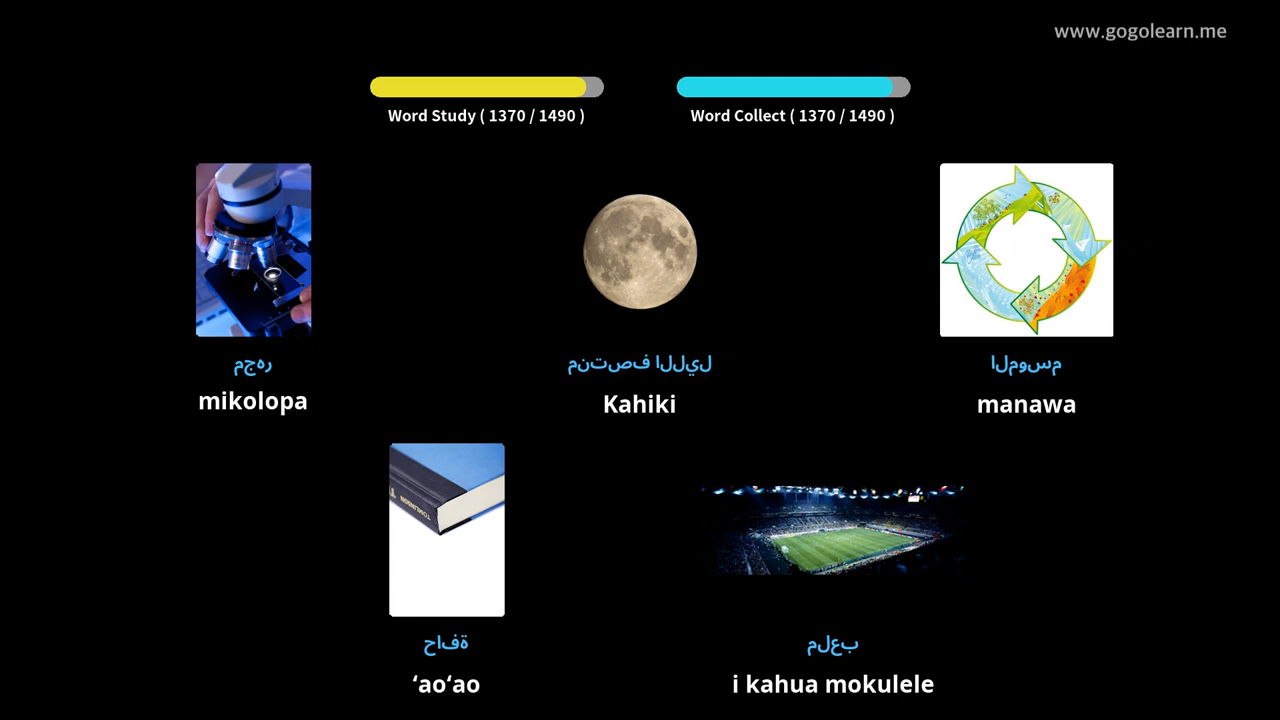 www.gogolearn.me
Word Study ( 1370 / 1490 )
Word Collect ( 1370 / 1490 )
مجهر
منتصف الليل
الموسم
mikolopa
Kahiki
manawa
TOMLINSON
حافة
ملعب
ʻaoʻao
i kahua mokulele